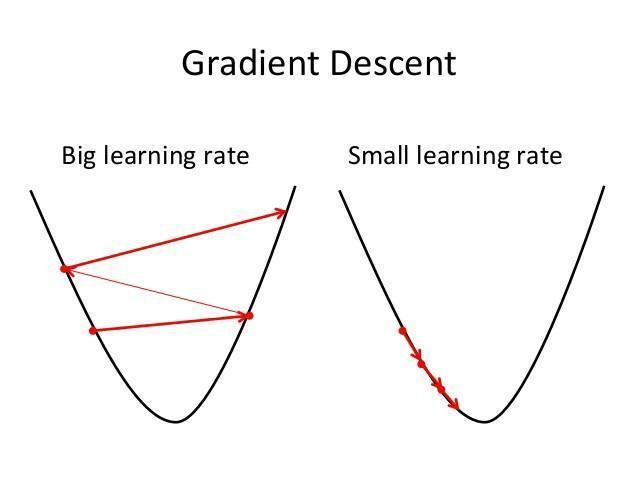 Gradient Descent
Big learning rate
Small learning rate